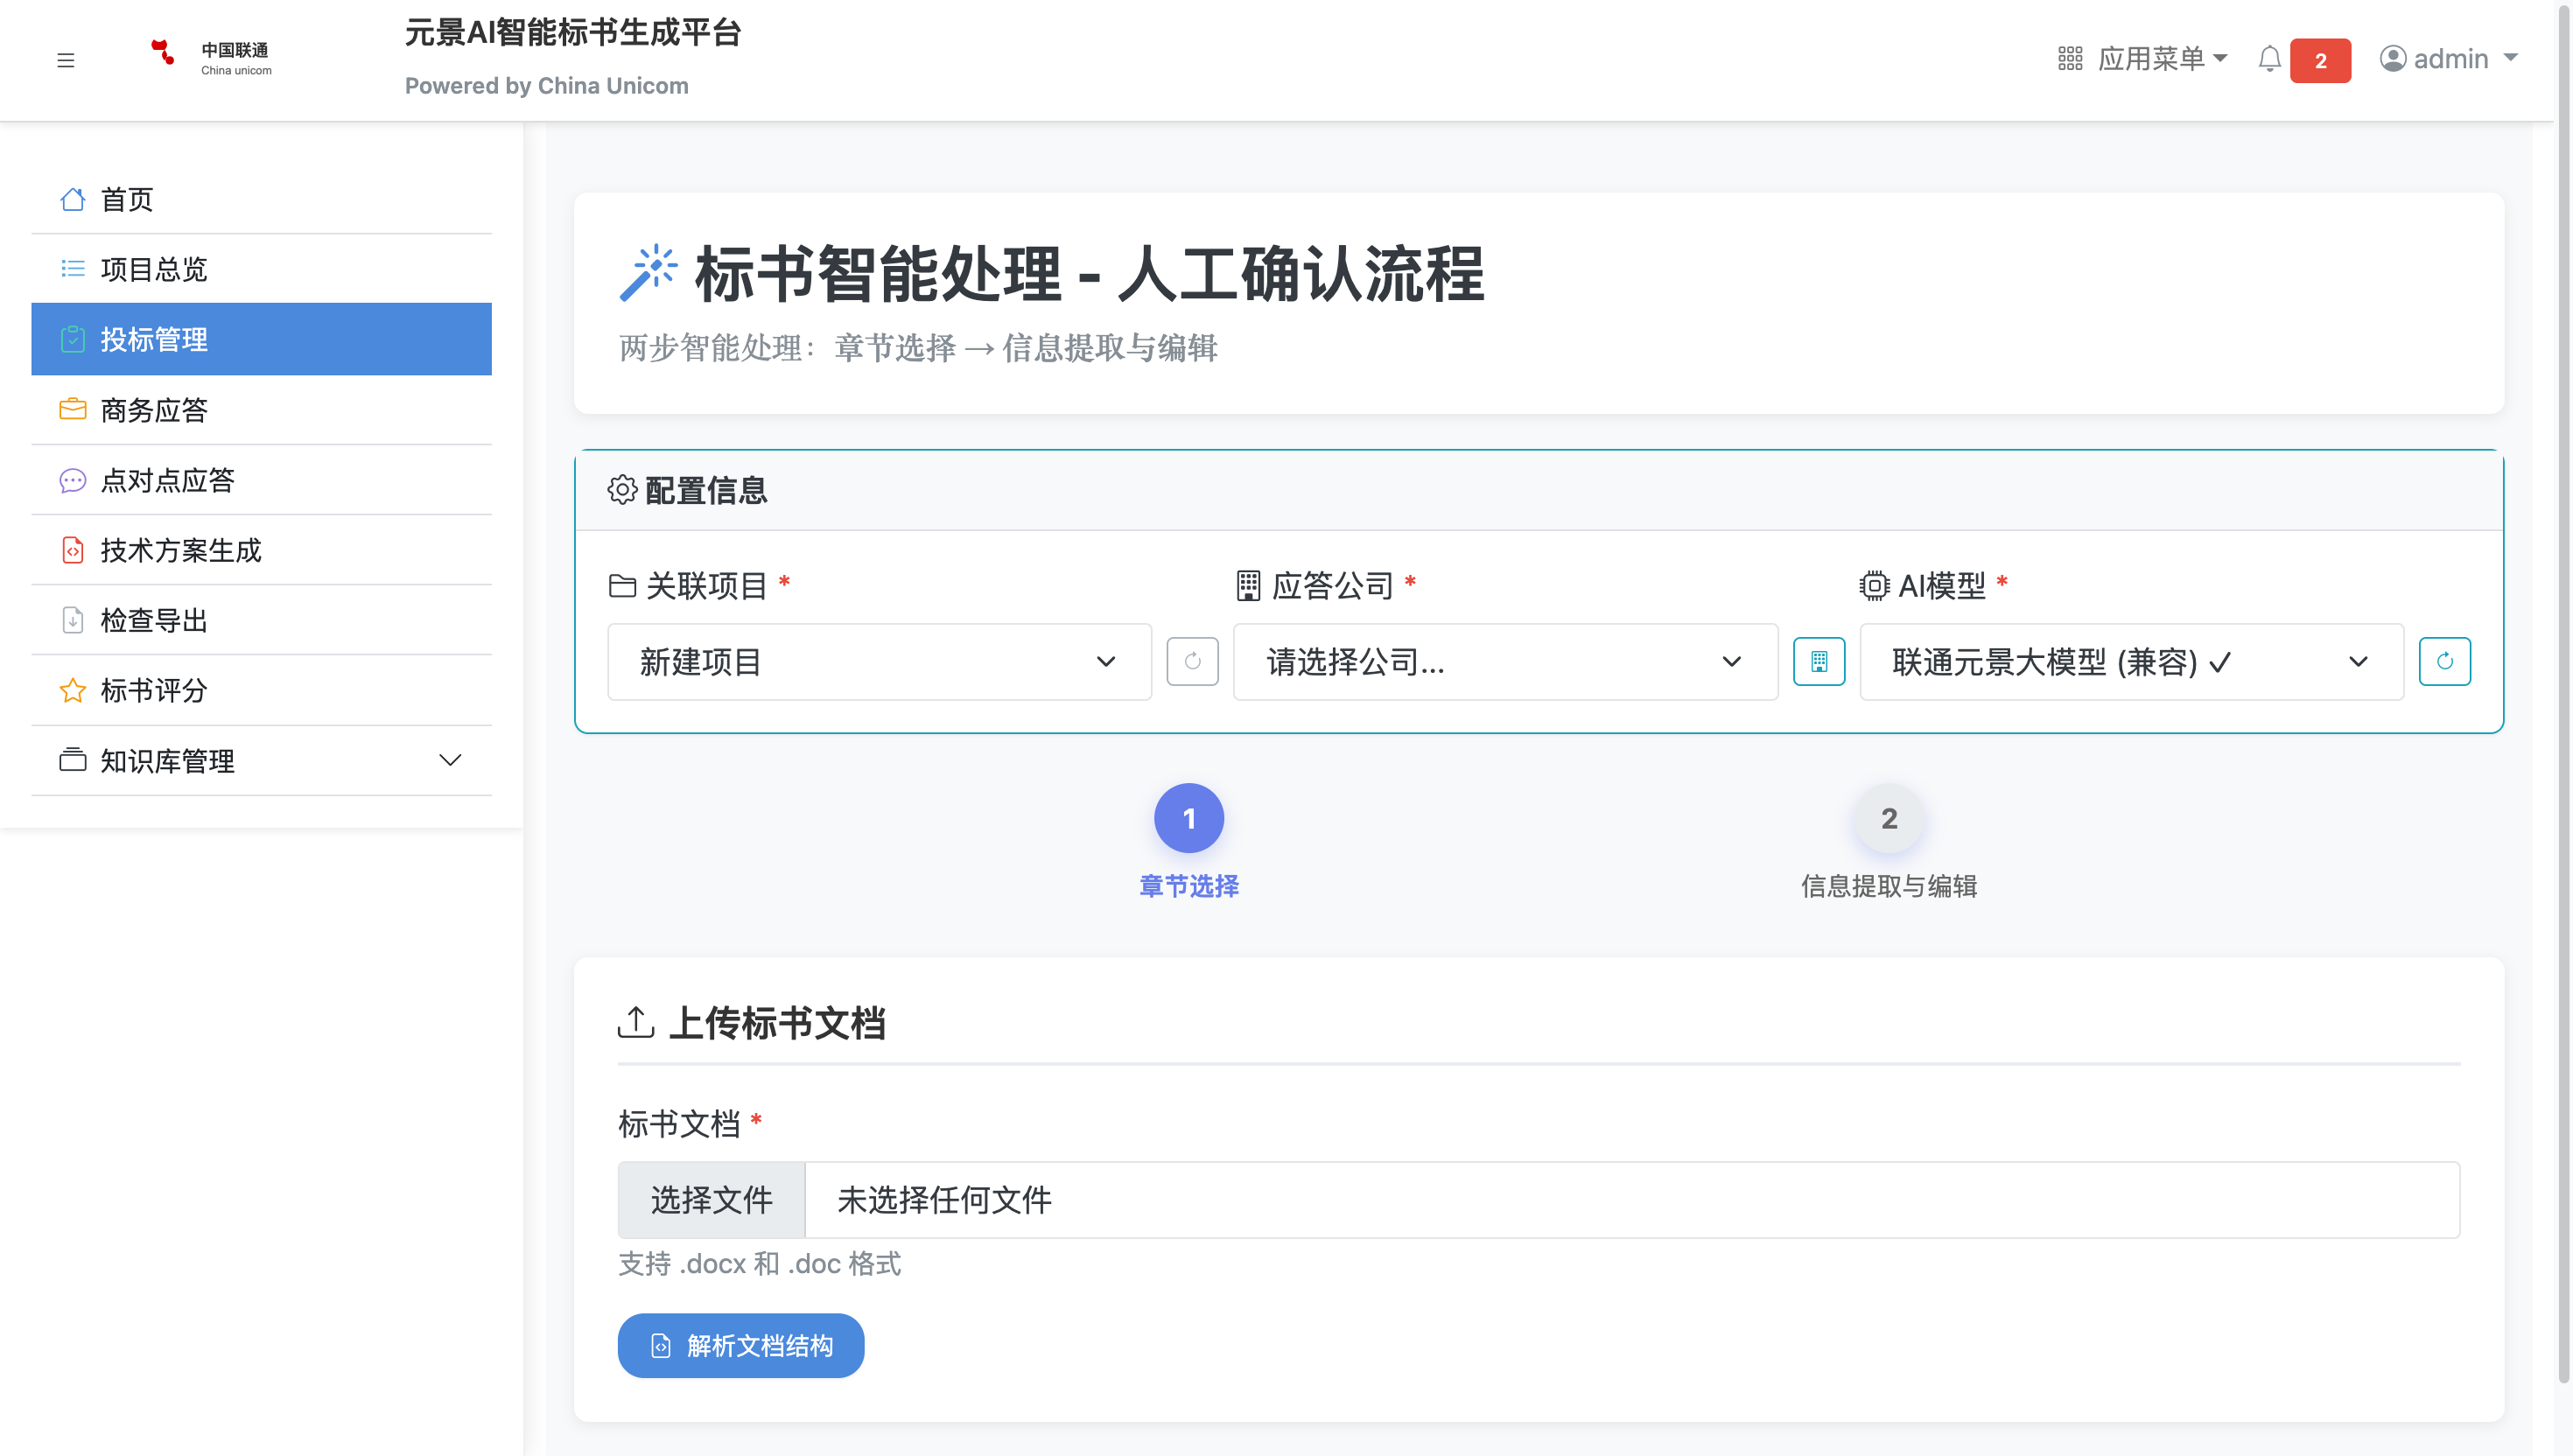 中国联通
China unicom
元景AI智能标书生成平台
Powered by China Unicom
应用菜单
2
admin
首页
项目总览
投标管理
商务应答
点对点应答
技术方案生成
检查导出
标书评分
知识库管理
标书智能处理 - 人工确认流程
两步智能处理：章节选择 → 信息提取与编辑
配置信息
关联项目 *
应答公司 *
AI模型 *
新建项目
请选择公司...
联通元景大模型 (兼容) ✓
1
2
章节选择
信息提取与编辑
上传标书文档
标书文档 *
选择文件
未选择任何文件
支持 .docx 和 .doc 格式
解析文档结构